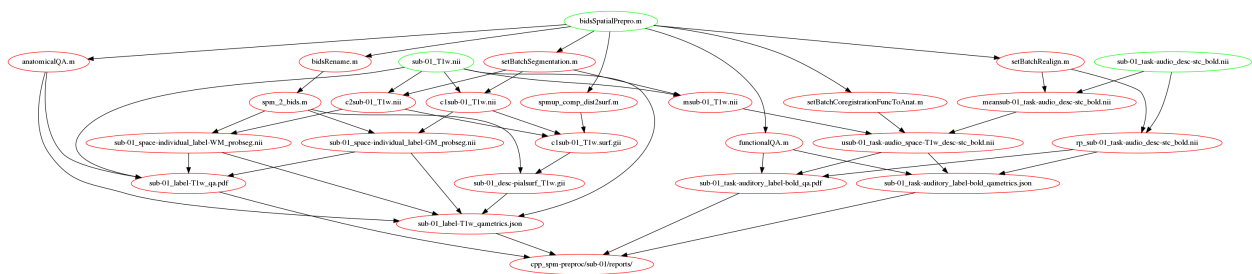 bidsSpatialPrepro.m
anatomicalQA.m
bidsRename.m
sub-01_T1w.nii
setBatchSegmentation.m
setBatchRealign.m
sub-01_task-audio_desc-stc_bold.nii
spm_2_bids.m
c2sub-01_T1w.nii
c1sub-01_T1w.nii
spmup_comp_dist2surf.m
msub-01_T1w.nii
setBatchCoregistrationFuncToAnat.m
meansub-01_task-audio_desc-stc_bold.nii
sub-01_space-individual_label-WM_probseg.nii
sub-01_space-individual_label-GM_probseg.nii
c1sub-01_T1w.surf.gii
functionalQA.m
usub-01_task-audio_space-T1w_desc-stc_bold.nii
rp_sub-01_task-audio_desc-stc_bold.nii
sub-01_label-T1w_qa.pdf
sub-01_desc-pialsurf_T1w.gii
sub-01_task-auditory_label-bold_qa.pdf
sub-01_task-auditory_label-bold_qametrics.json
sub-01_label-T1w_qametrics.json
cpp_spm-preproc/sub-01/reports/